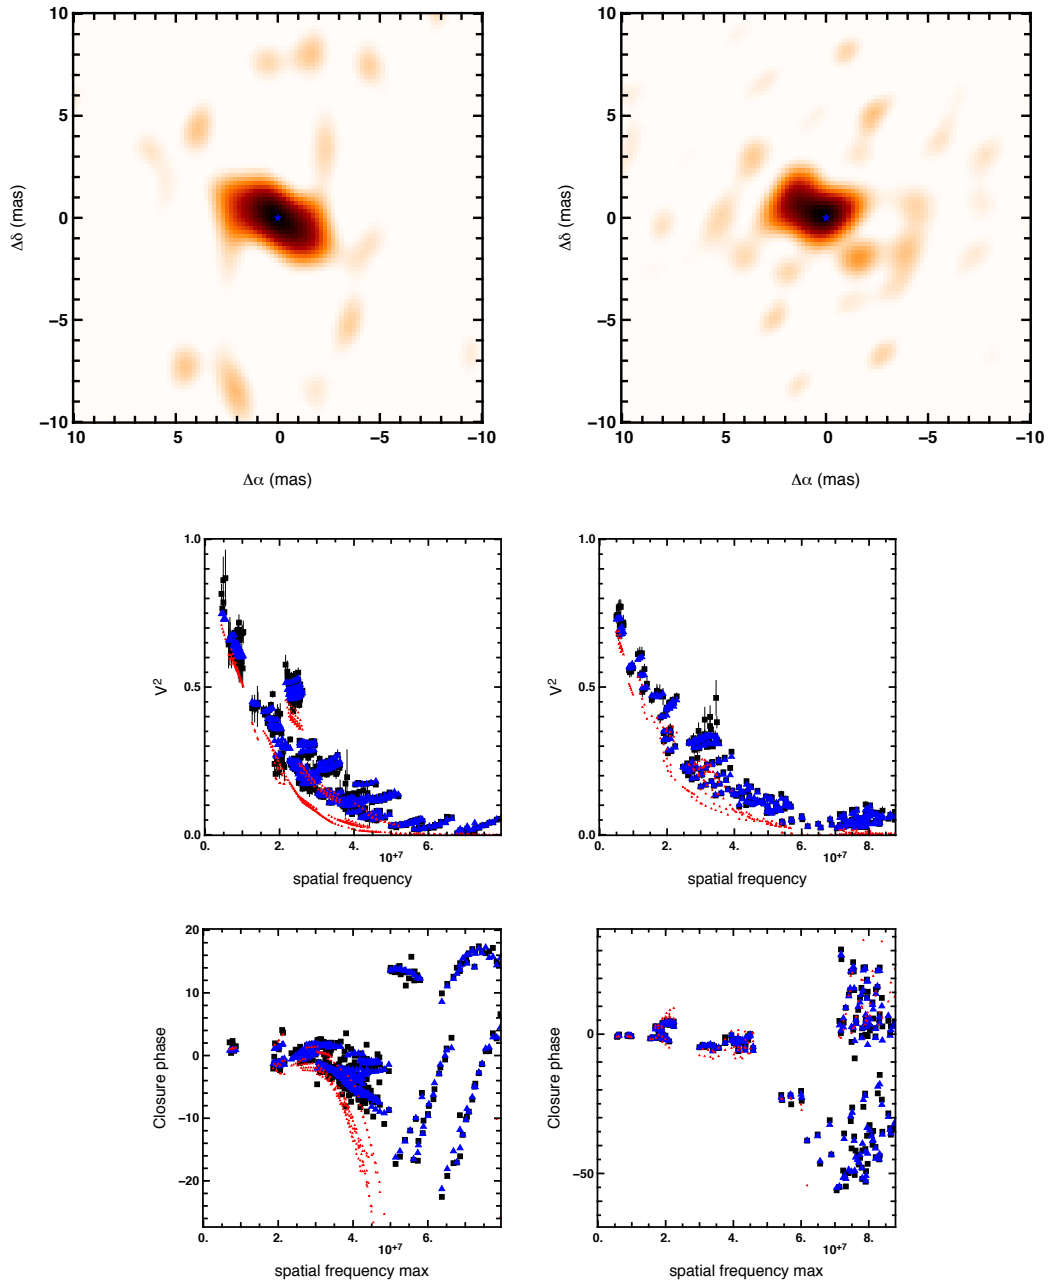 10 10
5 5
0 0
−5 −5
−10 −10
10 5 0 −5 −10 10 5 0 −5 −10
Δδ (mas) Δδ (mas)
Δα (mas) Δα (mas)
1.0 1.0
0.5 0.5
0.0 0.0
V² V²
0. 2. 4. 6. 0. 2. 4. 6. 8.
10+7 10+7
spatial frequency spatial frequency
20
10
0 0
−10
−20 −50
Closure phase Closure phase
0. 2. 4. 6. 0. 2. 4. 6. 8.
10+7 10+7
spatial frequency max spatial frequency max